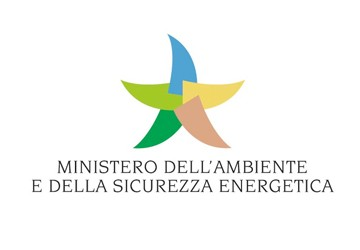 MINISTERO DELL'AMBIENTE
E DELLA SICUREZZA ENERGETICA